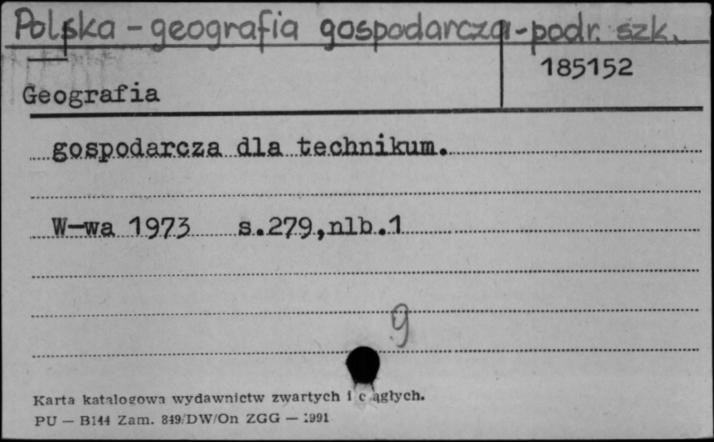 Polska - geografia gospodarcza - podr. szk.
185152
Geografia
gospodarcza dla technikum.
W-wa 1973 s.279,nlb.1
9
Karta katalogowa wydawnictw zwartych i c ągłych.
PU — B144 Zam. 849/DW/On ZGG — 1991